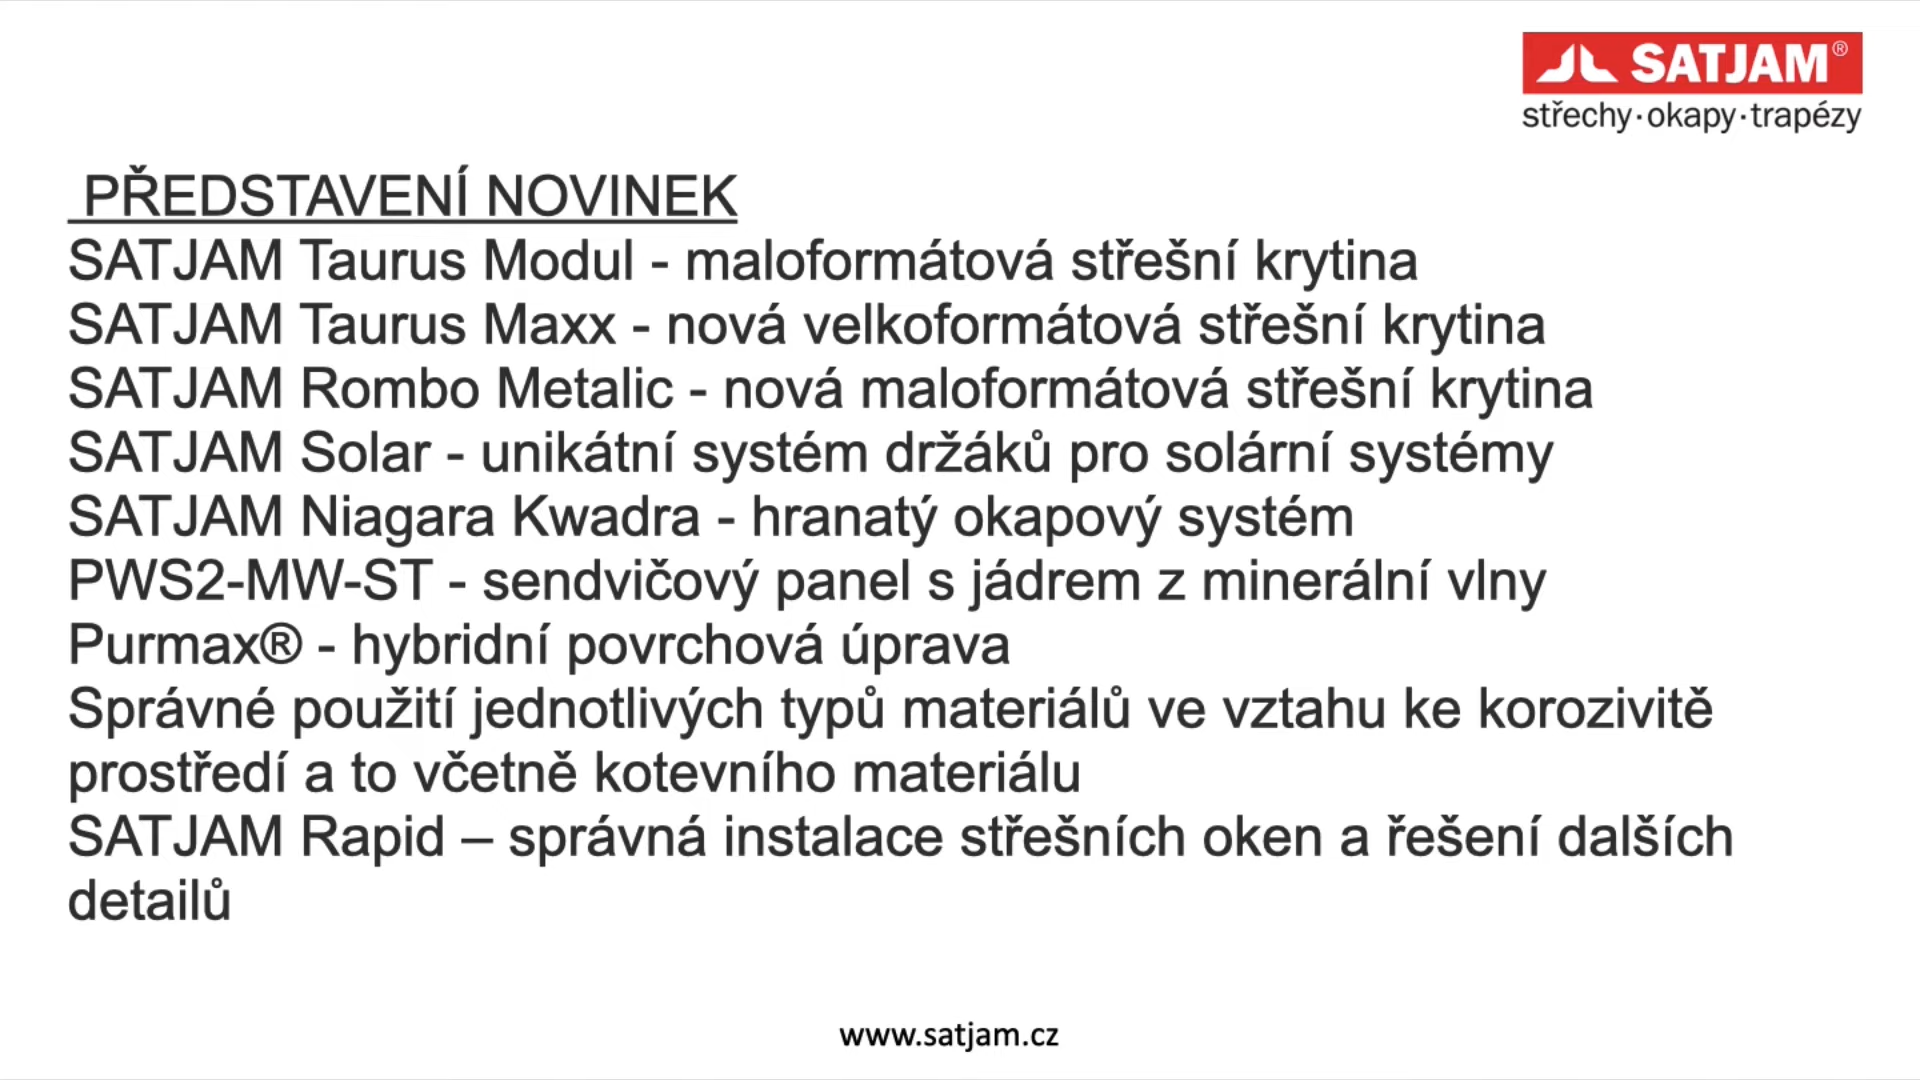 SATJAM®
střechy·okapy·trapézy
PŘEDSTAVENÍ NOVINEK
SATJAM Taurus Modul - maloformátová střešní krytina
SATJAM Taurus Maxx - nová velkoformátová střešní krytina
SATJAM Rombo Metalic - nová maloformátová střešní krytina
SATJAM Solar - unikátní systém držáků pro solární systémy
SATJAM Niagara Kwadra - hranatý okapový systém
PWS2-MW-ST - sendvičový panel s jádrem z minerální vlny
Purmax® - hybridní povrchová úprava
Správné použití jednotlivých typů materiálů ve vztahu ke korozivitě
prostředí a to včetně kotevního materiálu
SATJAM Rapid – správná instalace střešních oken a řešení dalších
detailů
www.satjam.cz